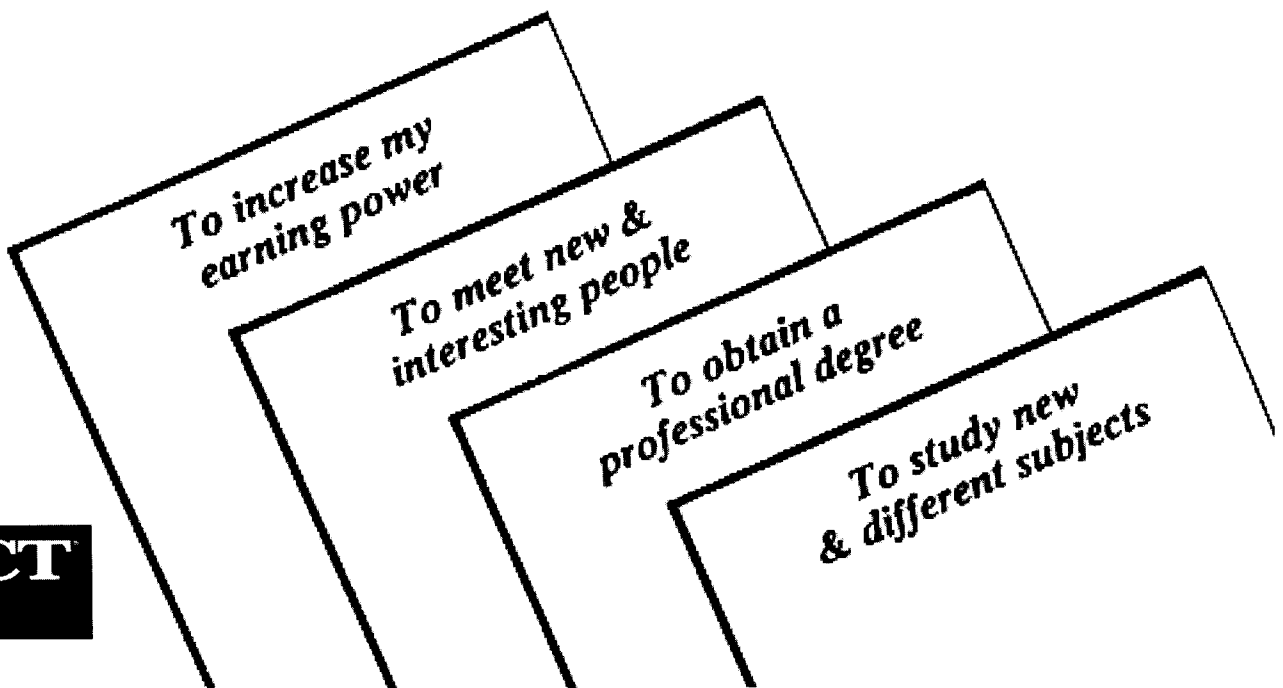 To increase my
earning power
To meet new &
interesting people
To obtain a
professional degree
To study new
& different subjects
CT